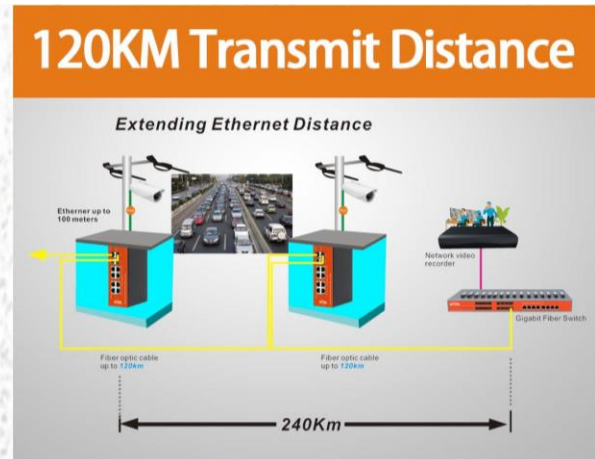 120KM Transmit Distance
Extending Ethernet Distance
Etherner up to
100 meters
Network video
recorder
Gigabit Fiber Switch
Fiber optic cable
up to 120km
Fiber optic cable
up to 120km
240Km